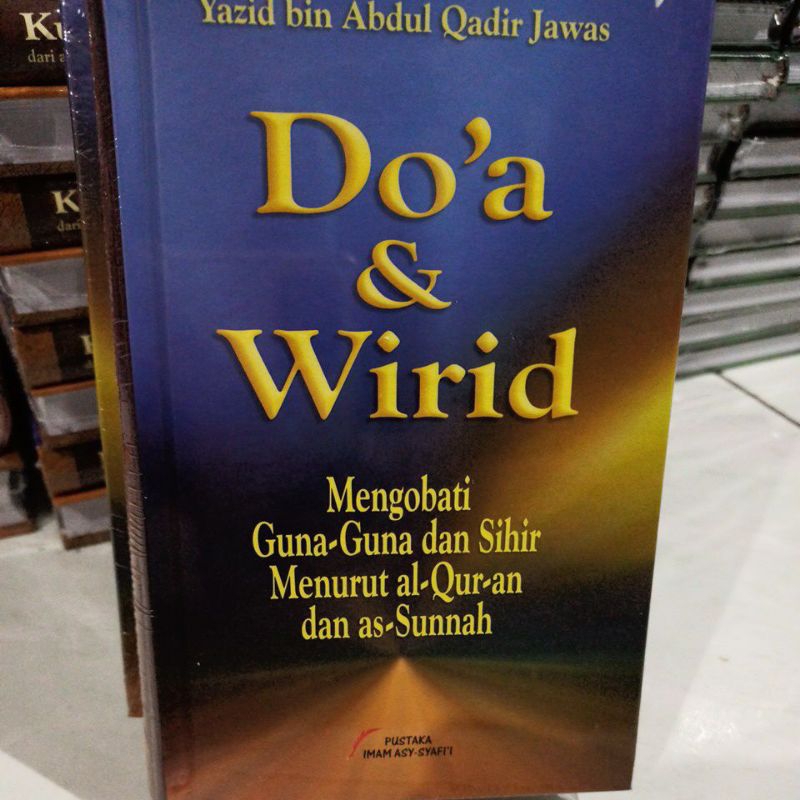 Yazid bin Abdul Qadir Jawas
Do'a
&
Wirid
Mengobati
Guna-Guna dan Sihir
Menurut al-Qur-an
dan as-Sunnah
PUSTAKA
IMAM ASY-SYAFI'I
K
dari